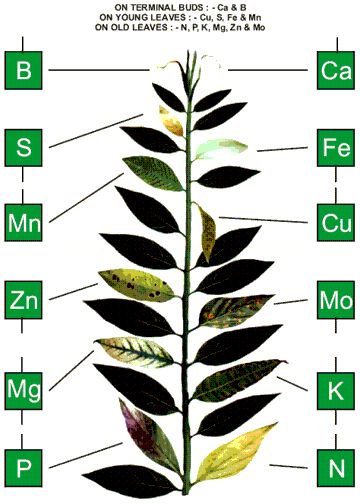 ON TERMINAL BUDS : - Ca & B
ON YOUNG LEAVES : - Cu, S, Fe & Mn
ON OLD LEAVES : - N, P, K, Mg, Zn & Mo
B
Ca
S
Fe
Mn
Cu
Zn
Mo
Mg
K
P
N